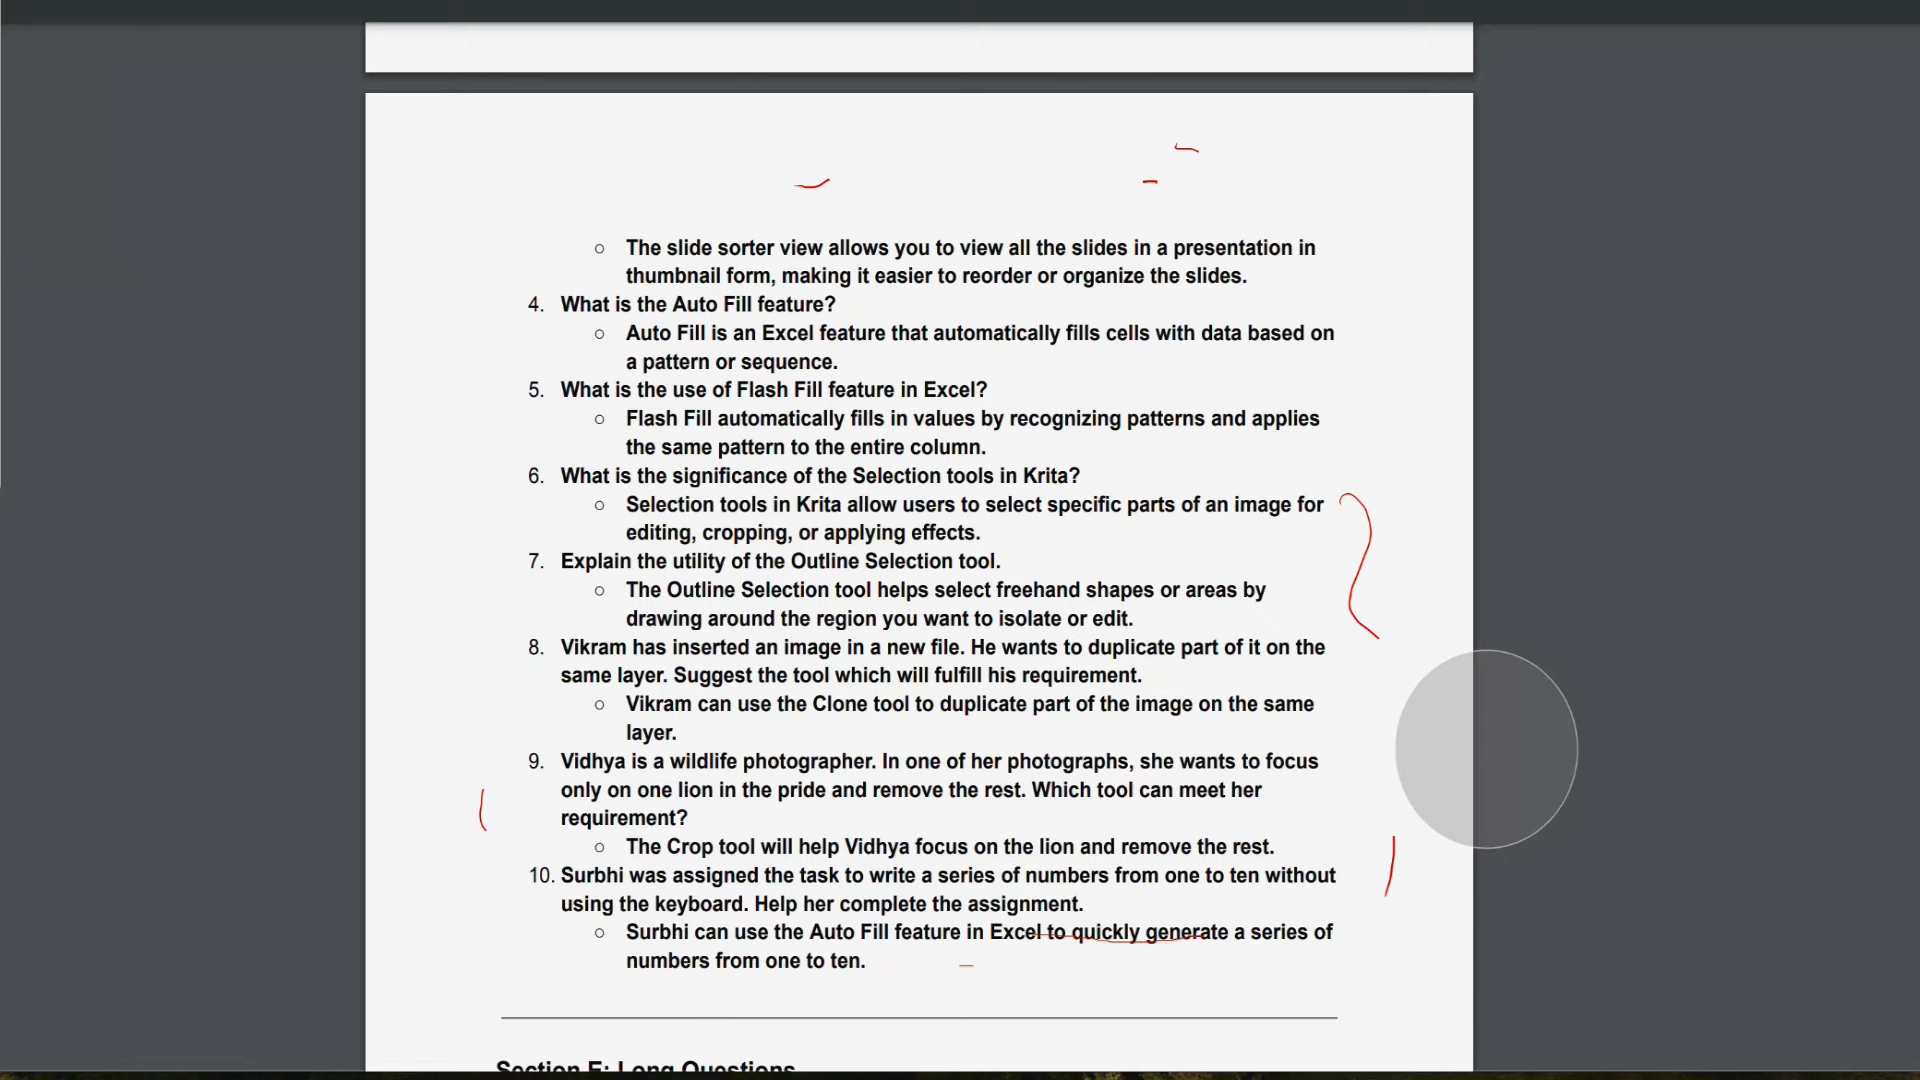 ○ The slide sorter view allows you to view all the slides in a presentation in
thumbnail form, making it easier to reorder or organize the slides.
4. What is the Auto Fill feature?
○ Auto Fill is an Excel feature that automatically fills cells with data based on
a pattern or sequence.
5. What is the use of Flash Fill feature in Excel?
○ Flash Fill automatically fills in values by recognizing patterns and applies
the same pattern to the entire column.
6. What is the significance of the Selection tools in Krita?
○ Selection tools in Krita allow users to select specific parts of an image for
editing, cropping, or applying effects.
7. Explain the utility of the Outline Selection tool.
○ The Outline Selection tool helps select freehand shapes or areas by
drawing around the region you want to isolate or edit.
8. Vikram has inserted an image in a new file. He wants to duplicate part of it on the
same layer. Suggest the tool which will fulfill his requirement.
○ Vikram can use the Clone tool to duplicate part of the image on the same
layer.
9. Vidhya is a wildlife photographer. In one of her photographs, she wants to focus
only on one lion in the pride and remove the rest. Which tool can meet her
requirement?
○ The Crop tool will help Vidhya focus on the lion and remove the rest.
10. Surbhi was assigned the task to write a series of numbers from one to ten without
using the keyboard. Help her complete the assignment.
○ Surbhi can use the Auto Fill feature in Excel to quickly generate a series of
numbers from one to ten.
Section E: Long Questions